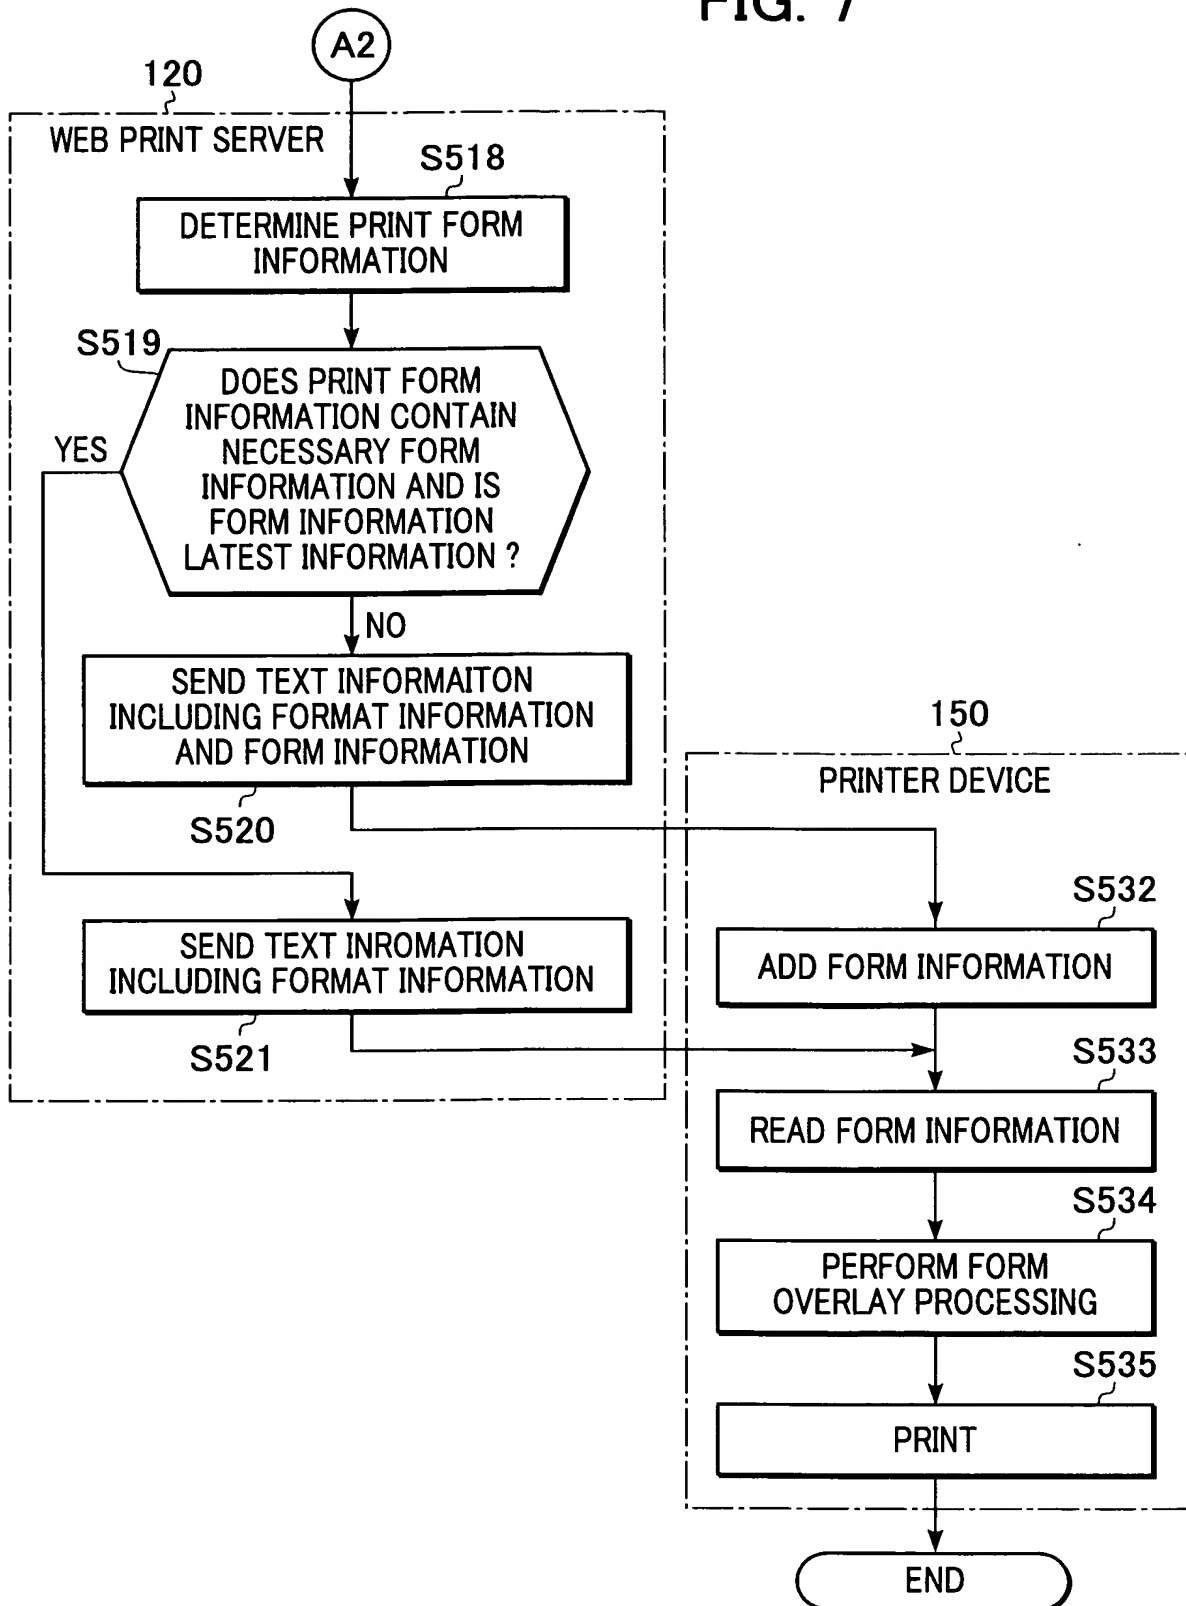 FIG. 7
A2
120
WEB PRINT SERVER
S518
DETERMINE PRINT FORM
INFORMATION
S519
DOES PRINT FORM
INFORMATION CONTAIN
NECESSARY FORM
INFORMATION AND IS
FORM INFORMATION
LATEST INFORMATION ?
YES
NO
SEND TEXT INFORMAITON
INCLUDING FORMAT INFORMATION
AND FORM INFORMATION
S520
SEND TEXT INROMATION
INCLUDING FORMAT INFORMATION
S521
150
PRINTER DEVICE
S532
ADD FORM INFORMATION
S533
READ FORM INFORMATION
S534
PERFORM FORM
OVERLAY PROCESSING
S535
PRINT
END